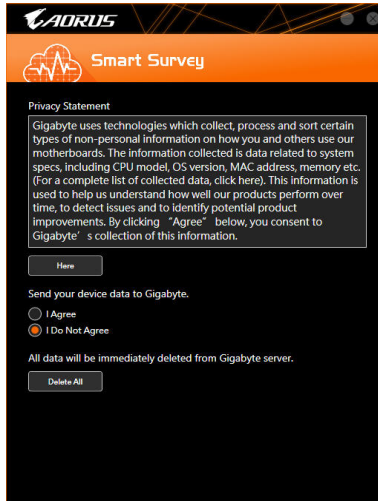 AORUS
Smart Survey
Privacy Statement
Gigabyte uses technologies which collect, process and sort certain
types of non-personal information on how you and others use our
motherboards. The information collected is data related to system
specs, including CPU model, OS version, MAC address, memory etc.
(For a complete list of collected data, click here). This information is
used to help us understand how well our products perform over
time, to detect issues and to identify potential product
improvements. By clicking “Agree” below, you consent to
Gigabyte’ s collection of this information.
Here
Send your device data to Gigabyte.
I Agree
I Do Not Agree
All data will be immediately deleted from Gigabyte server.
Delete All